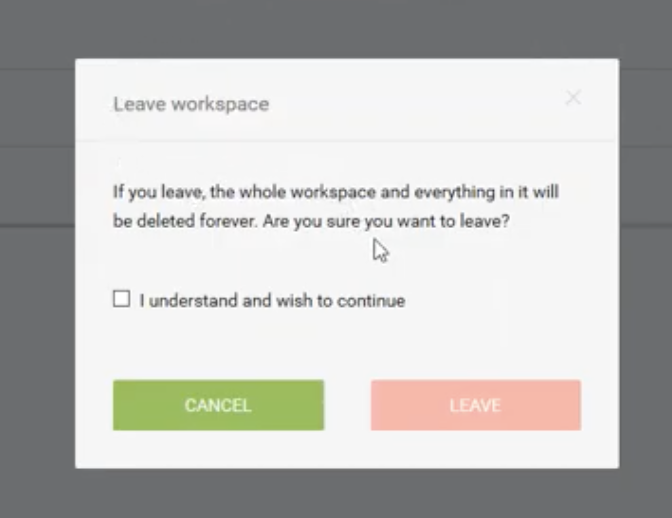 Leave workspace
If you leave, the whole workspace and everything in it will
be deleted forever. Are you sure you want to leave?
I understand and wish to continue
CANCEL
LEAVE